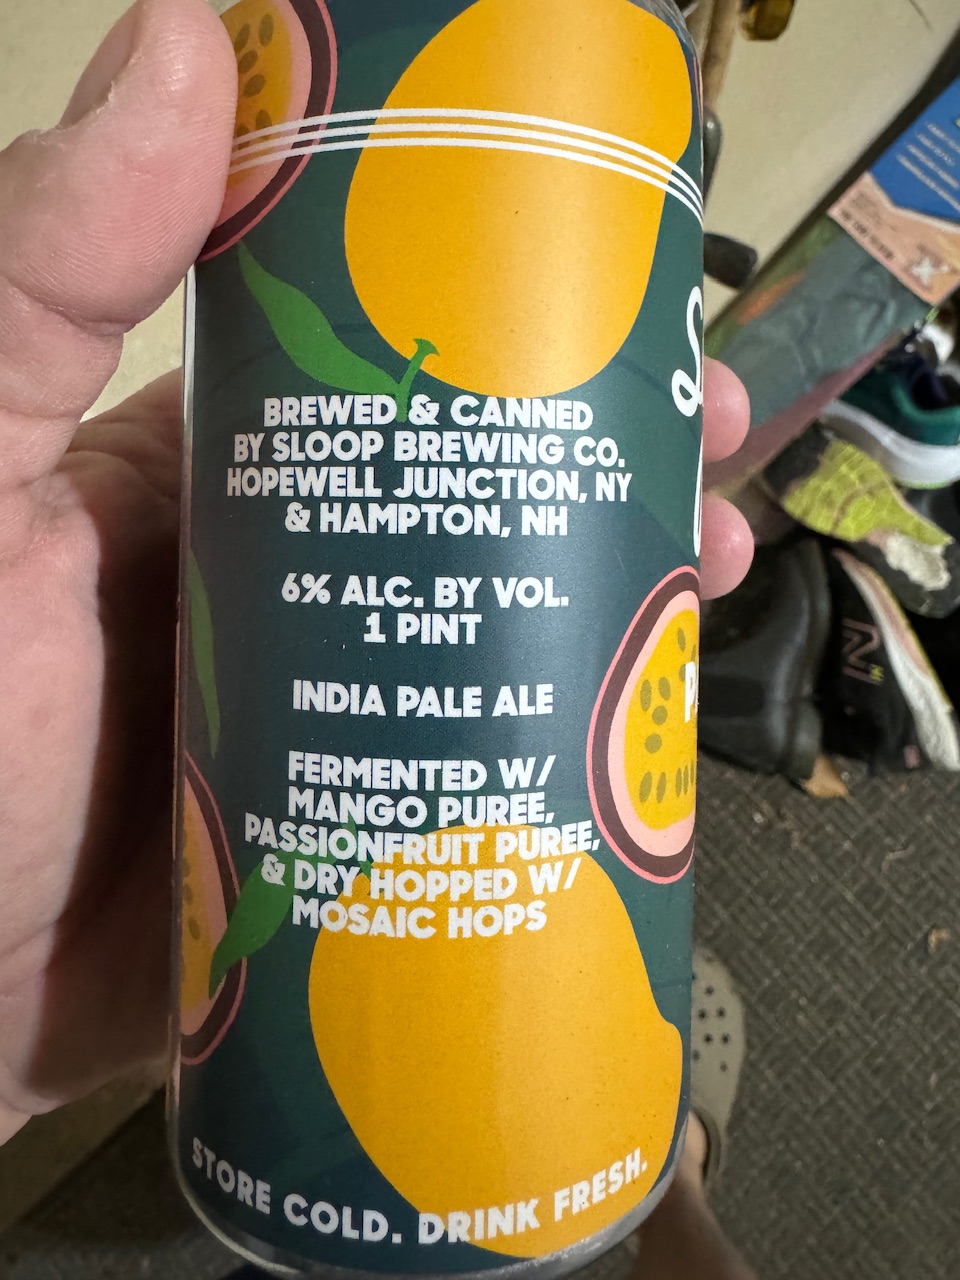 BREWED & CANNED
BY SLOOP BREWING CO.
HOPEWELL JUNCTION, NY
& HAMPTON, NH
6% ALC. BY VOL.
1 PINT
INDIA PALE ALE
FERMENTED W/
MANGO PUREE,
PASSIONFRUIT PUREE,
& DRY HOPPED W/
MOSAIC HOPS
STORE COLD. DRINK FRESH.